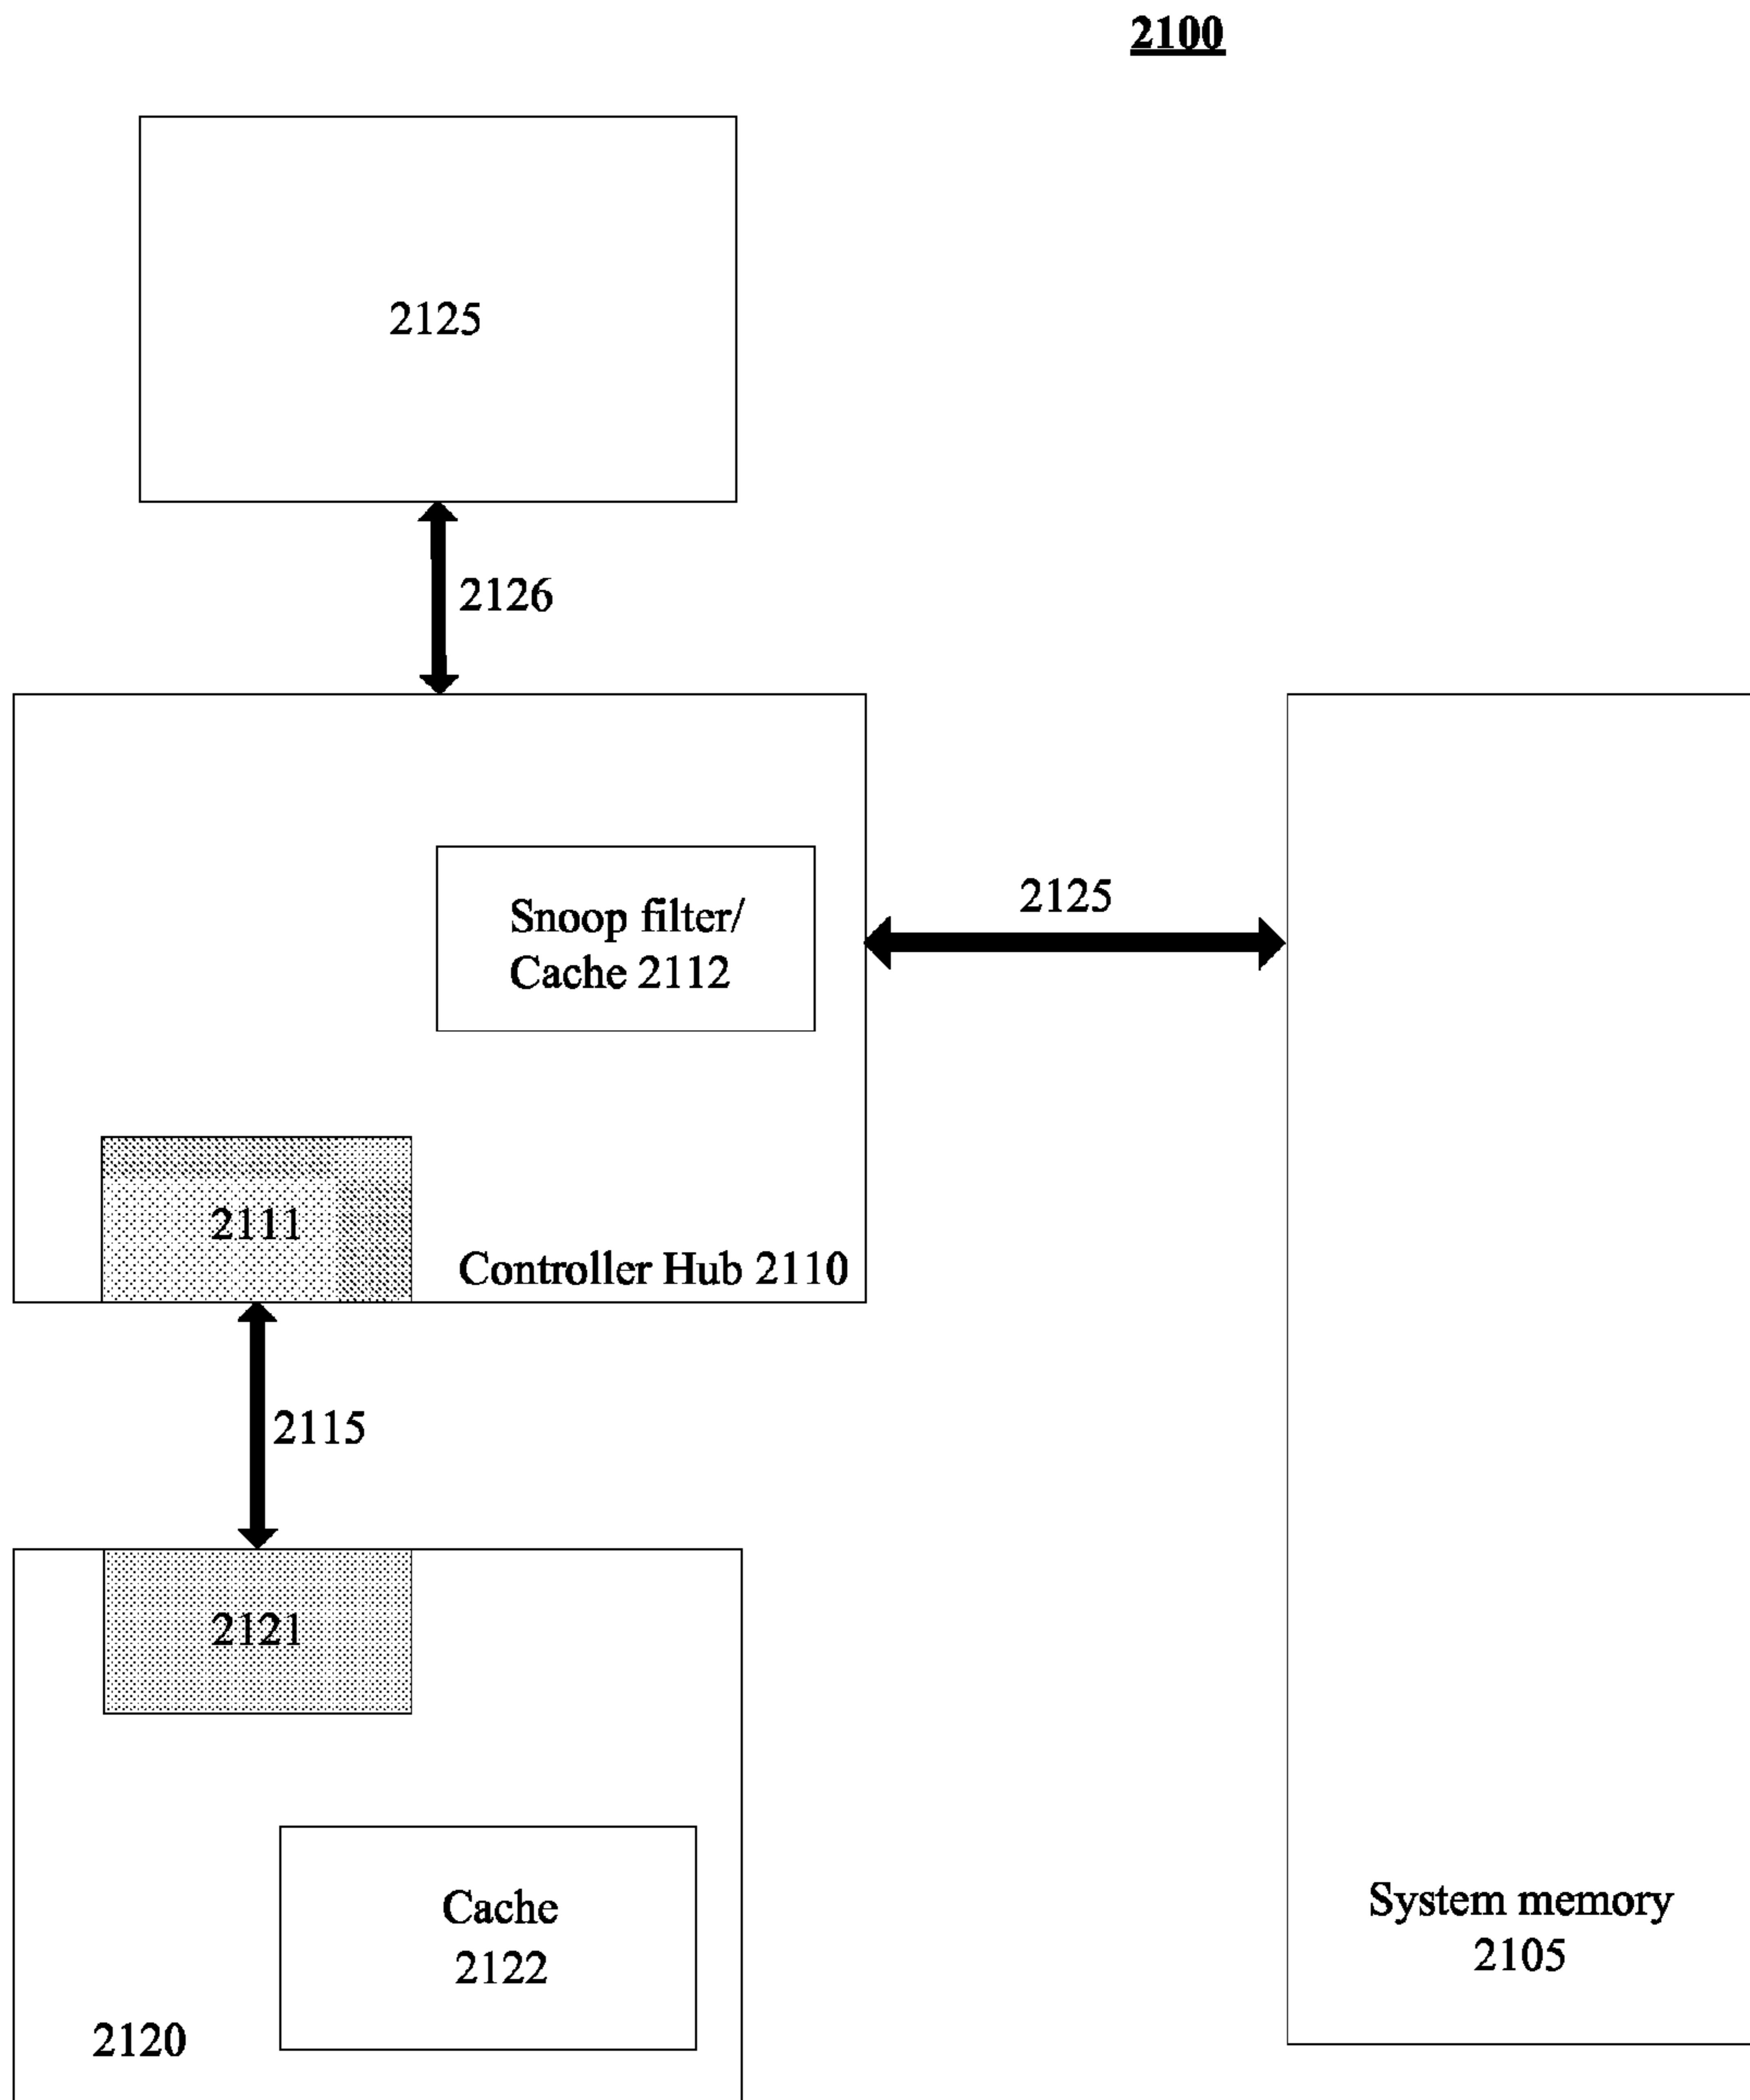 2100
2125
2126
2125
Snoop filter/
Cache 2112
2111
Controller Hub 2110
2115
2121
Cache
2122
2120
System memory
2105